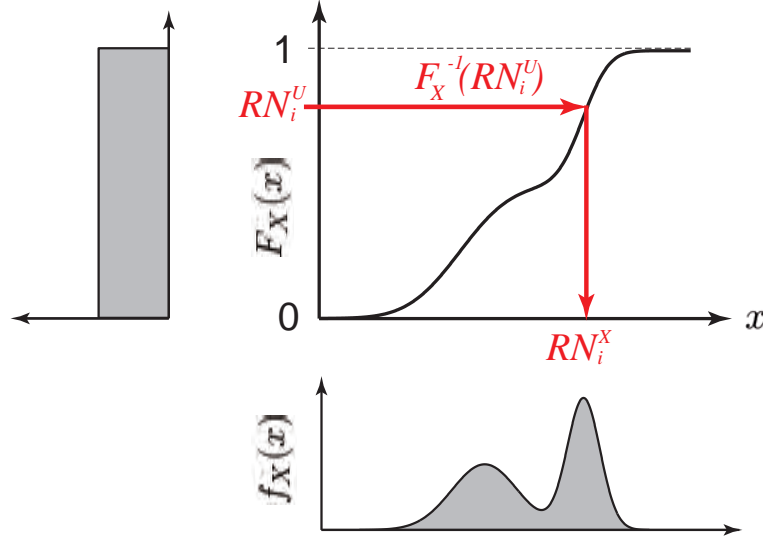 1
F_X^{-1}(RN_i^U)
RN_i^U
F_X(x)
0
x
RN_i^X
f_X(x)